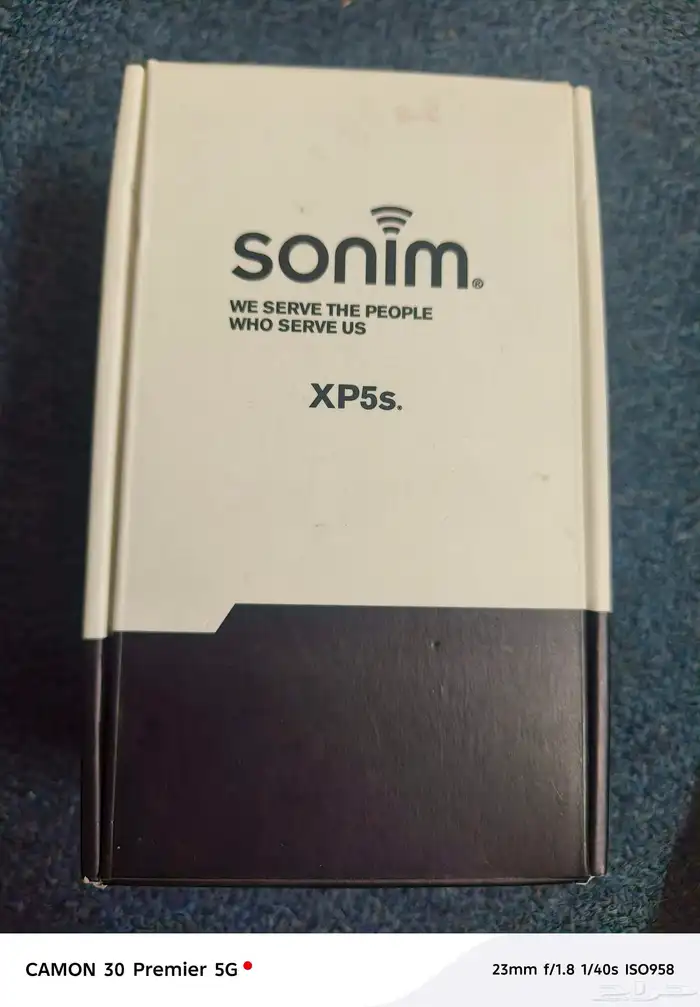 sonim®
WE SERVE THE PEOPLE
WHO SERVE US
XP5s.
CAMON 30 Premier 5G
23mm f/1.8 1/40s ISO958